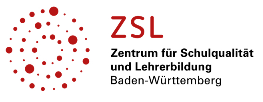 ZSL
Zentrum für Schulqualität
und Lehrerbildung
Baden-Württemberg